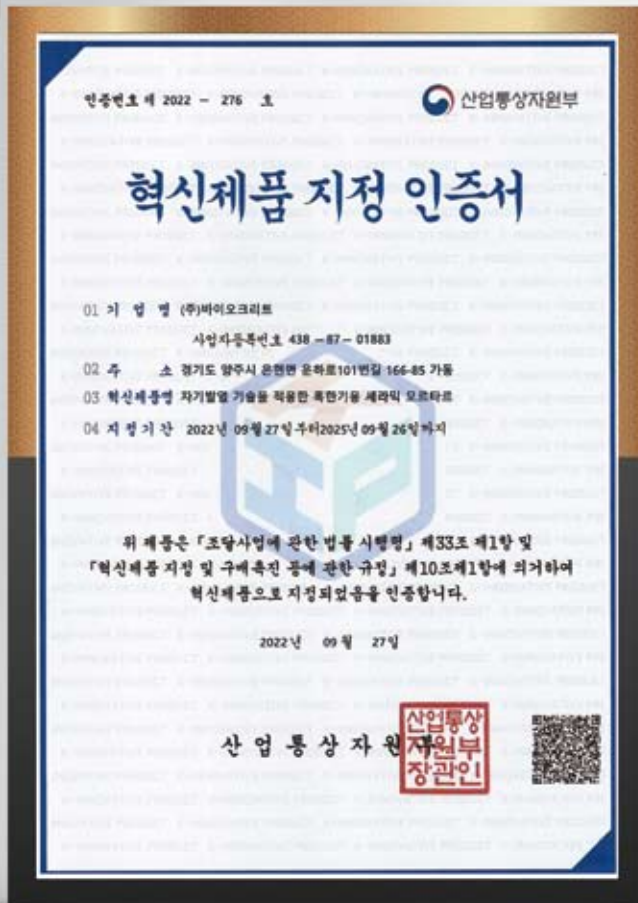 인증번호 제 2022 - 276 호
산업통상자원부
혁신제품 지정 인증서
01 기 업 명 (주)바이오크리트
사업자등록번호 438 - 87 - 01883
02 주 소 경기도 양주시 은현면 운하로101번길 166-85 가동
03 혁신제품명 자기발열 기술을 적용한 혹한기용 세라믹 모르타르
04 지 정 기 간 2022년 09월 27일부터2025년 09월 26일까지
위 제품은 「조달사업에 관한 법률 시행령」 제33조 제1항 및
「혁신제품 지정 및 구매촉진 등에 관한 규정」 제10조제1항에 의거하여
혁신제품으로 지정되었음을 인증합니다.
2022년 09월 27일
산 업 통 상 자 원
산업통상
자원부
장관인